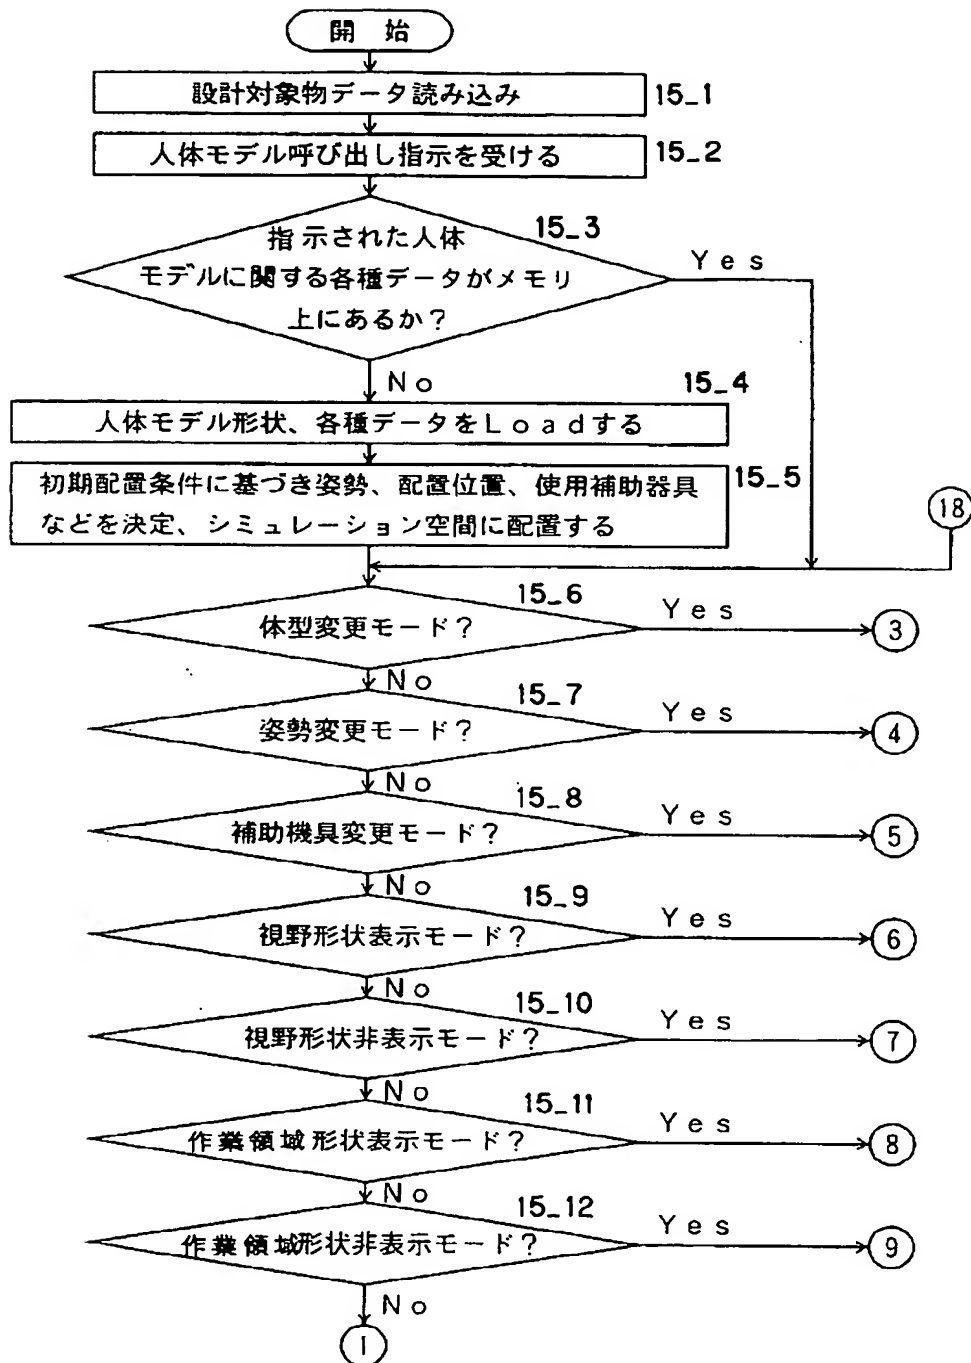 開 始
設計対象物データ読み込み
15_1
人体モデル呼び出し指示を受ける
15_2
15_3
指示された人体
モデルに関する各種データがメモリ
上にあるか?
Yes
No
15_4
人体モデル形状、各種データをLoadする
15_5
初期配置条件に基づき姿勢、配置位置、使用補助器具
などを決定、シミュレーション空間に配置する
18
15_6
体型変更モード?
Yes
3
No
15_7
姿勢変更モード?
Yes
4
No
15_8
補助機具変更モード?
Yes
5
No
15_9
視野形状表示モード?
Yes
6
No
15_10
視野形状非表示モード?
Yes
7
No
15_11
作業領域形状表示モード?
Yes
8
No
15_12
作業領域形状非表示モード?
Yes
9
No
1